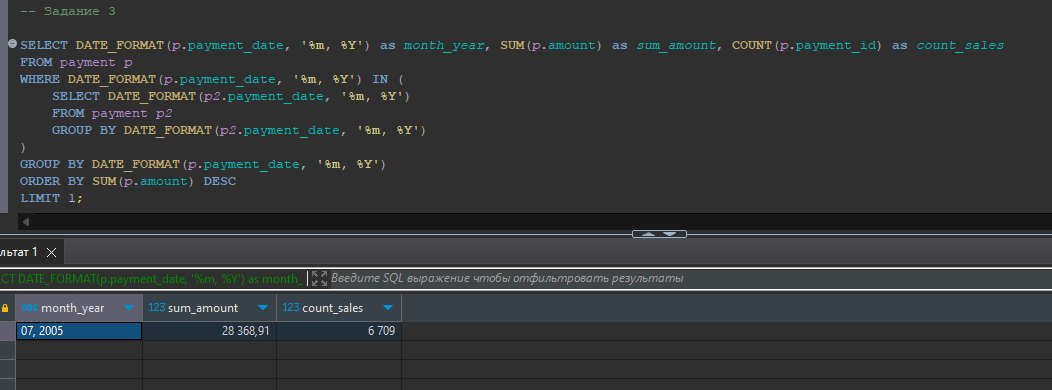 -- Задание 3
SELECT DATE_FORMAT(p.payment_date, '%m, %Y') as month_year, SUM(p.amount) as sum_amount, COUNT(p.payment_id) as count_sales
FROM payment p
WHERE DATE_FORMAT(p.payment_date, '%m, %Y') IN (
    SELECT DATE_FORMAT(p2.payment_date, '%m, %Y')
    FROM payment p2
    GROUP BY DATE_FORMAT(p2.payment_date, '%m, %Y')
)
GROUP BY DATE_FORMAT(p.payment_date, '%m, %Y')
ORDER BY SUM(p.amount) DESC
LIMIT 1;
льтат 1
CT DATE_FORMAT(p.payment_date, '%m, %Y') as month_ Введите SQL выражение чтобы отфильтровать результаты
ABC month_year 123 sum_amount 123 count_sales
07, 2005 28 368,91 6 709